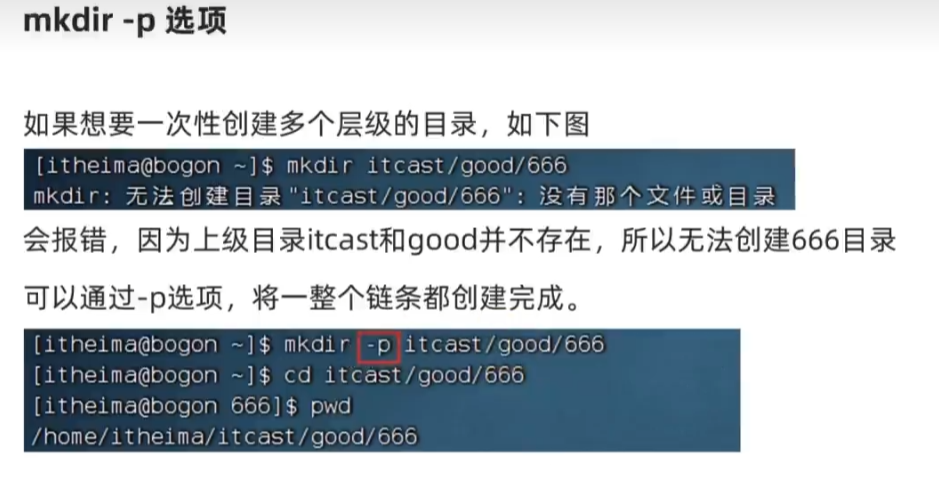 mkdir -p 选项
如果想要一次性创建多个层级的目录，如下图
[itheima@bogon ~]$ mkdir itcast/good/666
mkdir: 无法创建目录"itcast/good/666": 没有那个文件或目录
会报错，因为上级目录itcast和good并不存在，所以无法创建666目录
可以通过-p选项，将一整个链条都创建完成。
[itheima@bogon ~]$ mkdir -p itcast/good/666
[itheima@bogon ~]$ cd itcast/good/666
[itheima@bogon 666]$ pwd
/home/itheima/itcast/good/666